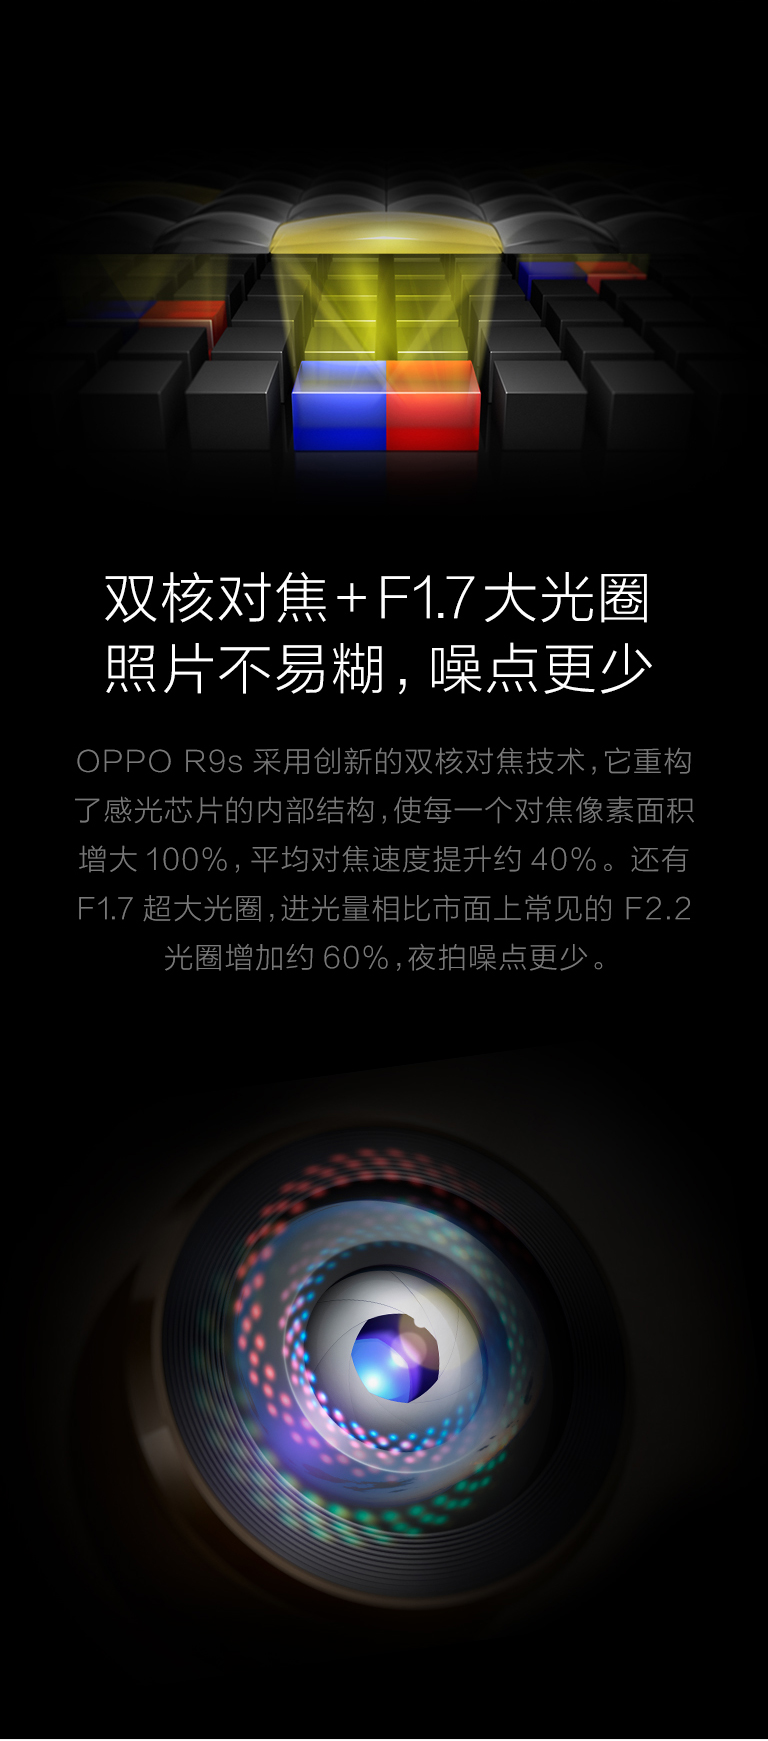 双核对焦+F1.7大光圈
照片不易糊，噪点更少
OPPO R9s 采用创新的双核对焦技术，它重构
了感光芯片的内部结构，使每一个对焦像素面积
增大 100%，平均对焦速度提升约 40%。还有
F1.7 超大光圈，进光量相比市面上常见的 F2.2
光圈增加约 60%，夜拍噪点更少。